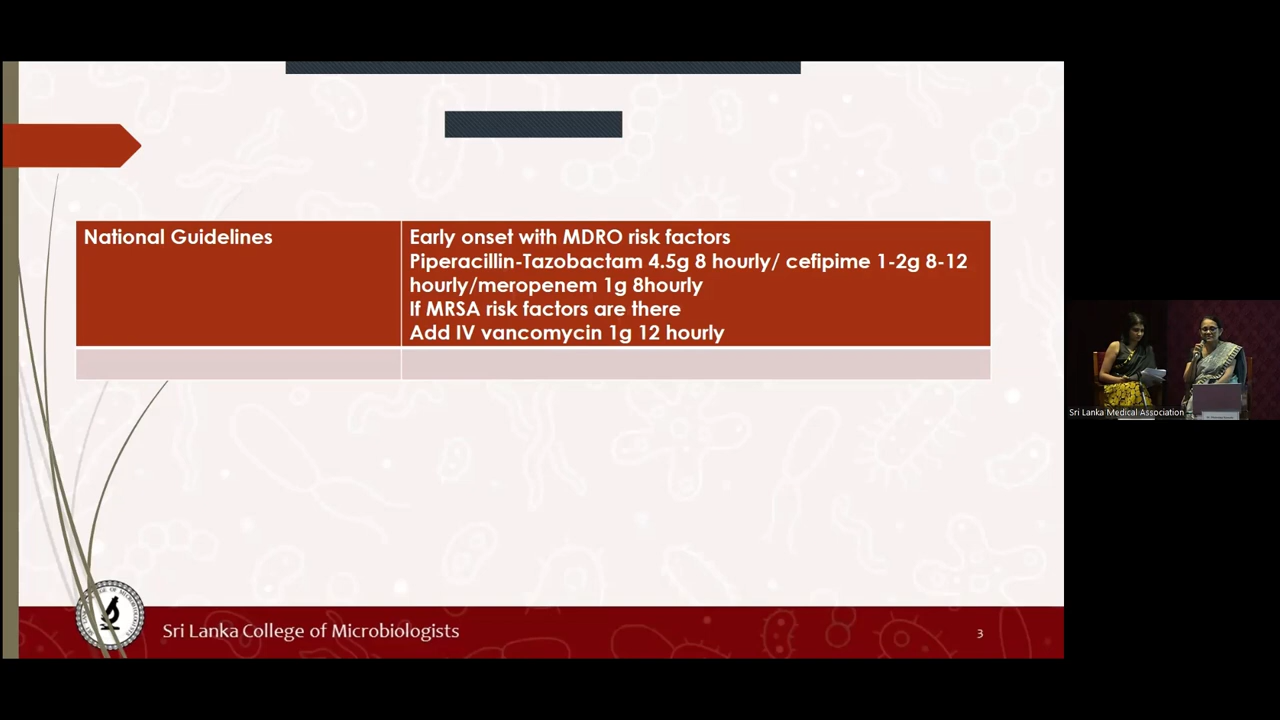 National Guidelines
Early onset with MDRO risk factors
Piperacillin-Tazobactam 4.5g 8 hourly/ cefipime 1-2g 8-12
hourly/meropenem 1g 8hourly
If MRSA risk factors are there
Add IV vancomycin 1g 12 hourly
Sri Lanka Medical Association
Sri Lanka College of Microbiologists
3